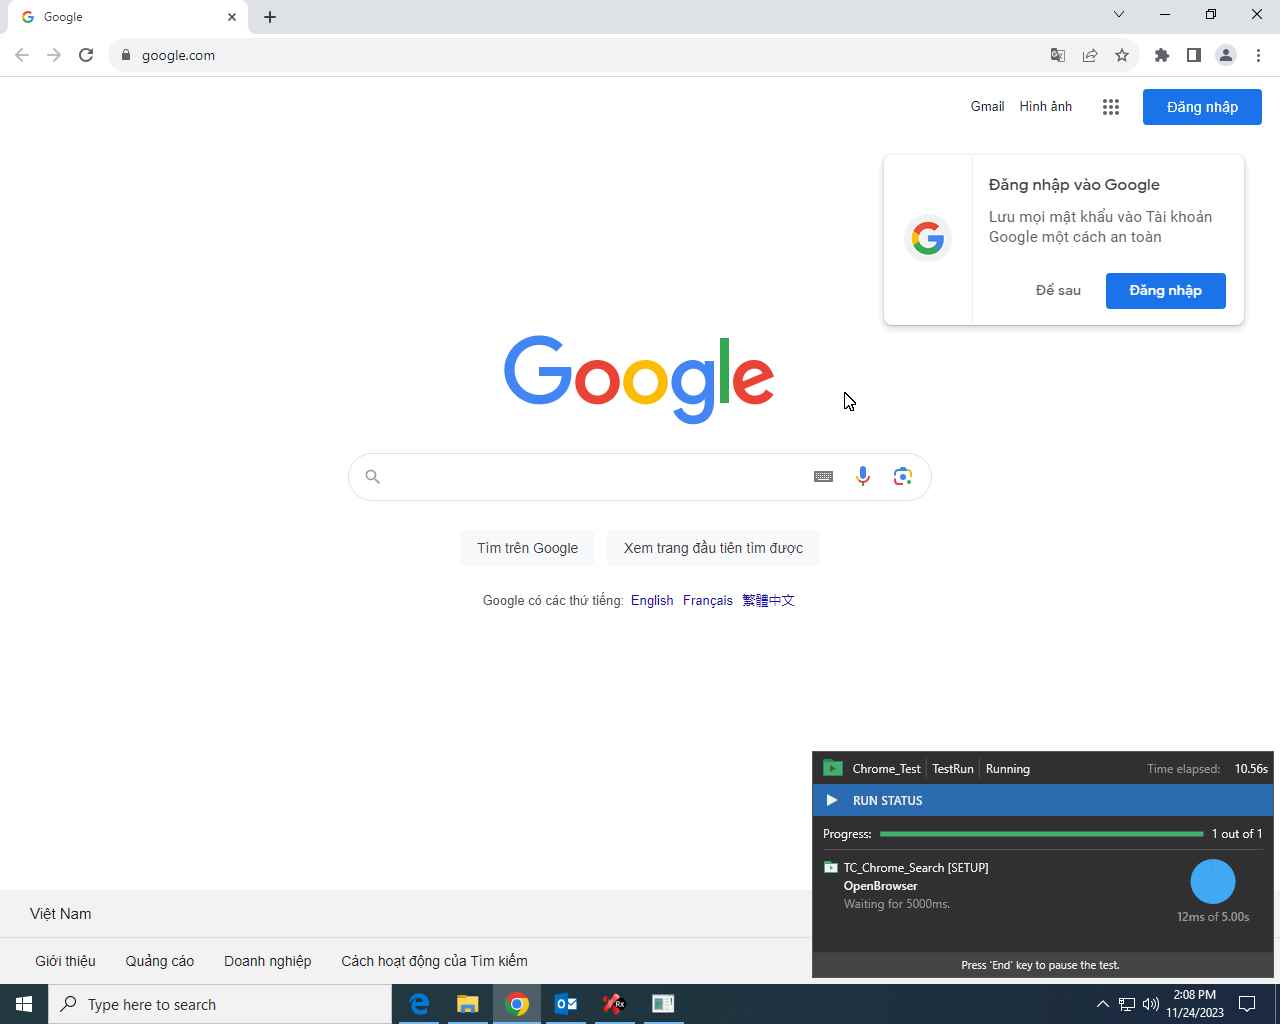 Google
google.com
Gmail Hình ảnh Đăng nhập
Đăng nhập vào Google
Lưu mọi mật khẩu vào Tài khoản
Google một cách an toàn
Để sau Đăng nhập
Google
Tìm trên Google Xem trang đầu tiên tìm được
Google có các thứ tiếng: English Français 繁體中文
Chrome_Test TestRun Running Time elapsed: 10.56s
RUN STATUS
Progress: 1 out of 1
TC_Chrome_Search [SETUP]
OpenBrowser
Waiting for 5000ms.
12ms of 5.00s
Press 'End' key to pause the test.
Việt Nam
Giới thiệu Quảng cáo Doanh nghiệp Cách hoạt động của Tìm kiếm
Type here to search
2:08 PM
11/24/2023